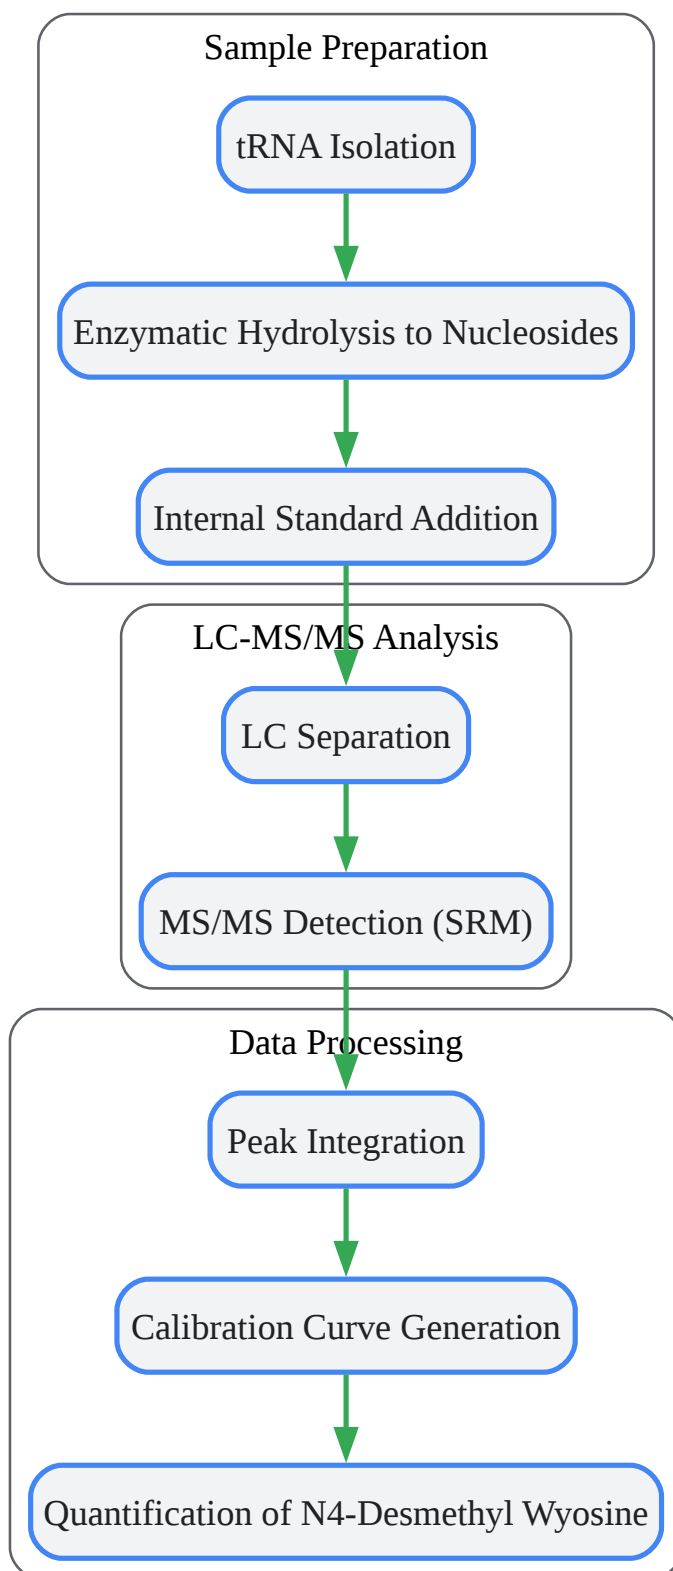 Sample Preparation
tRNA Isolation
Enzymatic Hydrolysis to Nucleosides
Internal Standard Addition
LC-MS/MS Analysis
LC Separation
MS/MS Detection (SRM)
Data Processing
Peak Integration
Calibration Curve Generation
Quantification of N4-Desmethyl Wyosine